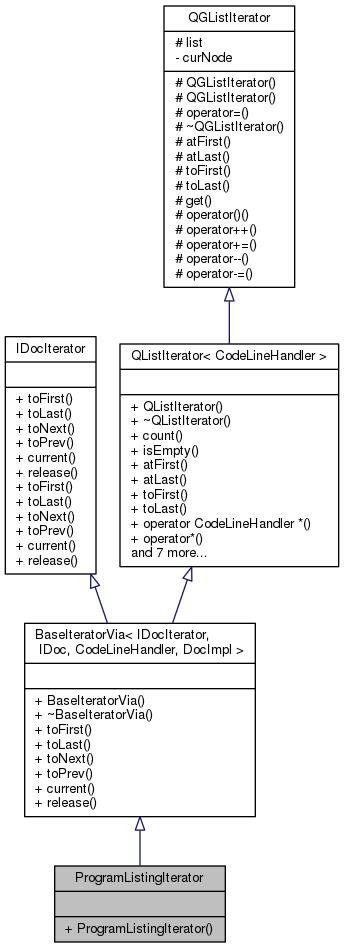 QGListIterator
# list
- curNode
# QGListIterator()
# QGListIterator()
# operator=()
# ~QGListIterator()
# atFirst()
# atLast()
# toFirst()
# toLast()
# get()
# operator()()
# operator++()
# operator+=()
# operator--()
# operator-=()
IDocIterator
+ toFirst()
+ toLast()
+ toNext()
+ toPrev()
+ current()
+ release()
+ toFirst()
+ toLast()
+ toNext()
+ toPrev()
+ current()
+ release()
QListIterator< CodeLineHandler >
+ QListIterator()
+ ~QListIterator()
+ count()
+ isEmpty()
+ atFirst()
+ atLast()
+ toFirst()
+ toLast()
+ operator CodeLineHandler *()
+ operator*()
and 7 more...
BaseIteratorVia< IDocIterator,
IDoc, CodeLineHandler, DocImpl >
+ BaseIteratorVia()
+ ~BaseIteratorVia()
+ toFirst()
+ toLast()
+ toNext()
+ toPrev()
+ current()
+ release()
ProgramListingIterator
+ ProgramListingIterator()